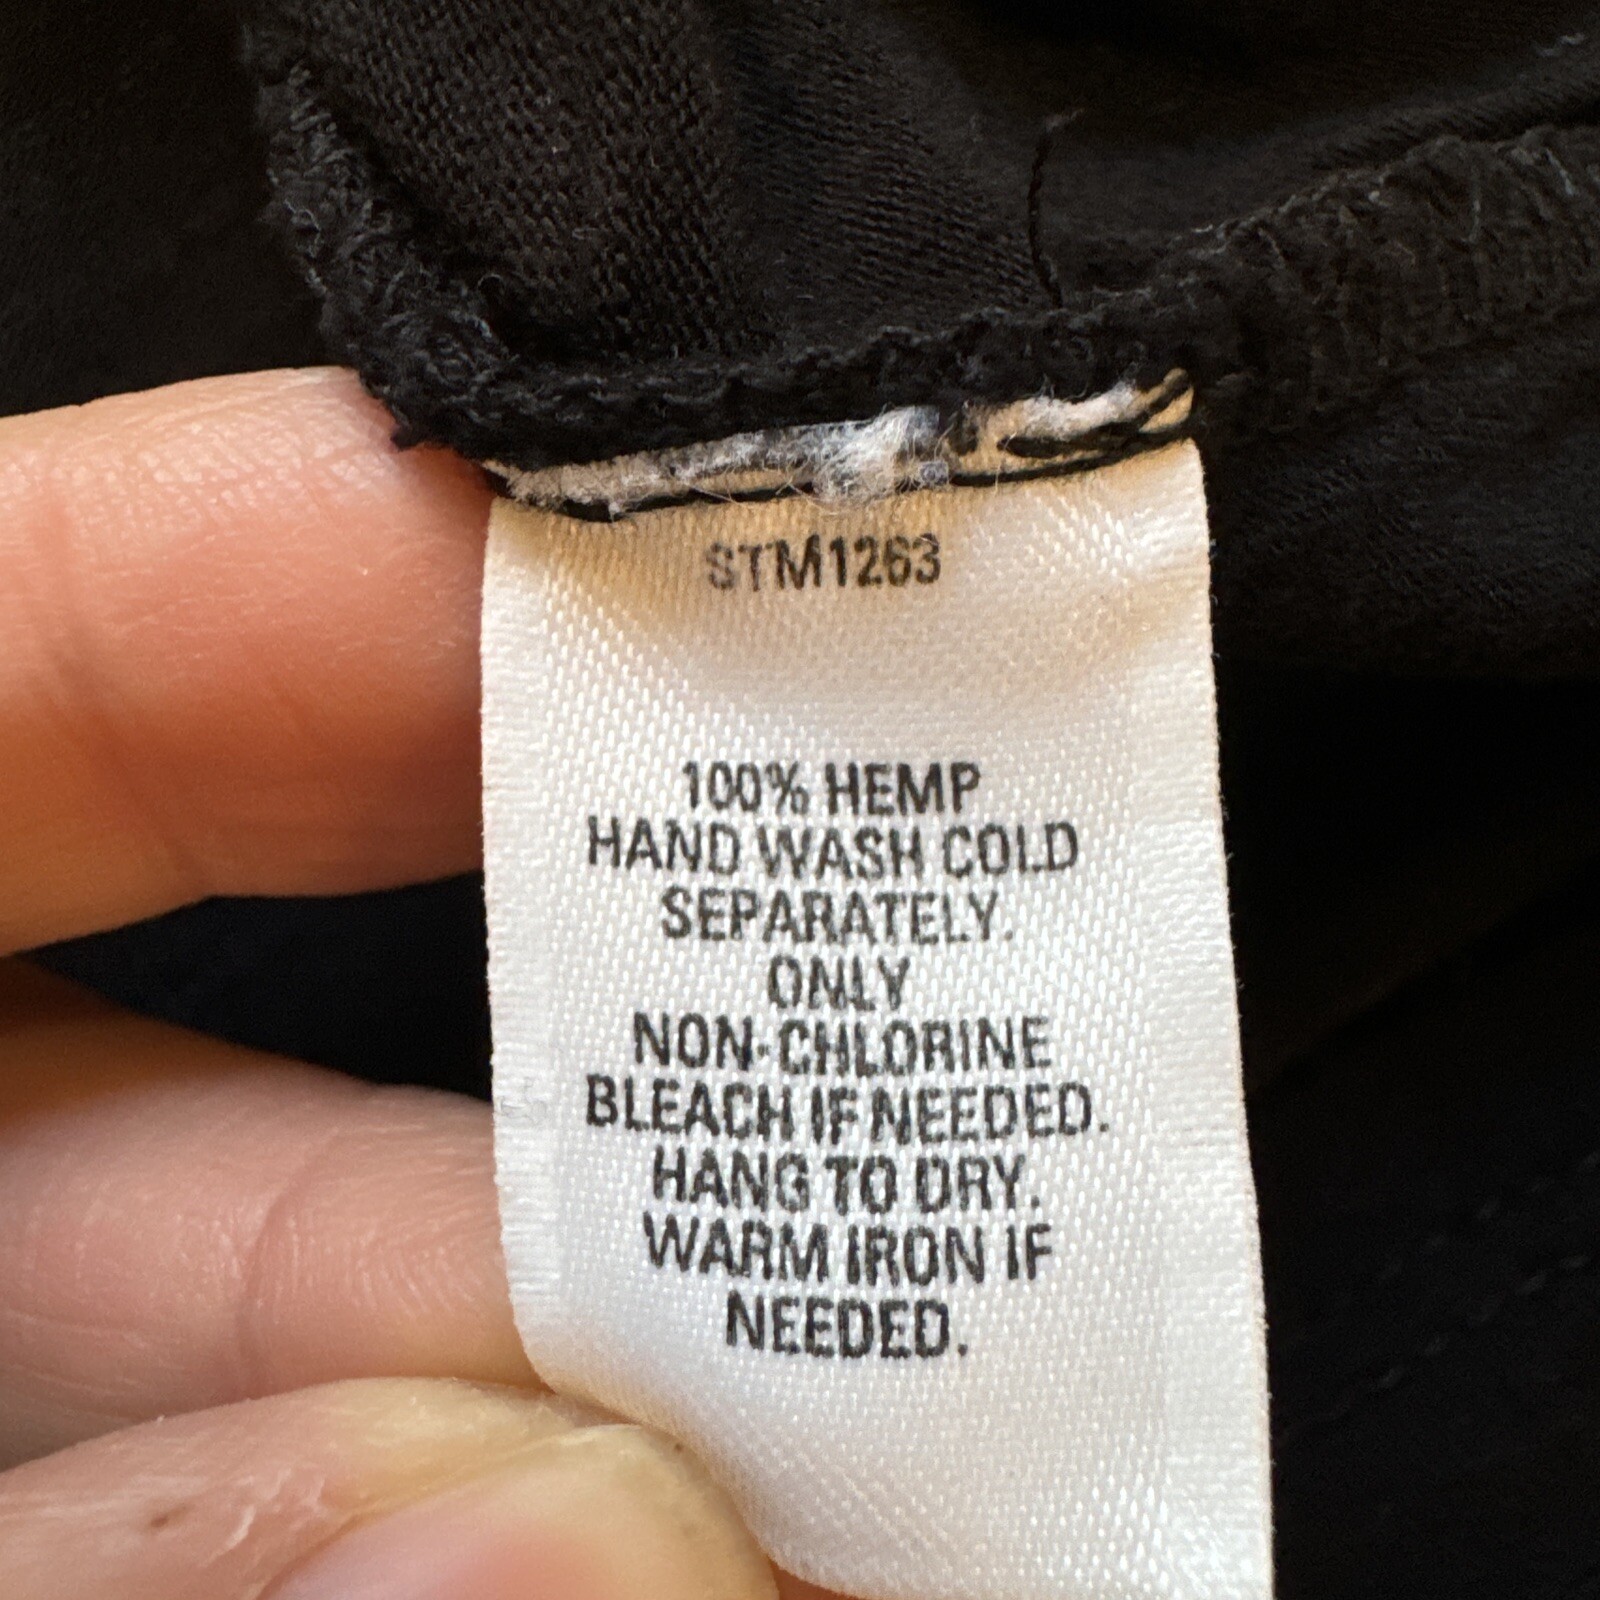 STM1263
100% HEMP
HAND WASH COLD
SEPARATELY.
ONLY
NON-CHLORINE
BLEACH IF NEEDED.
HANG TO DRY.
WARM IRON IF
NEEDED.